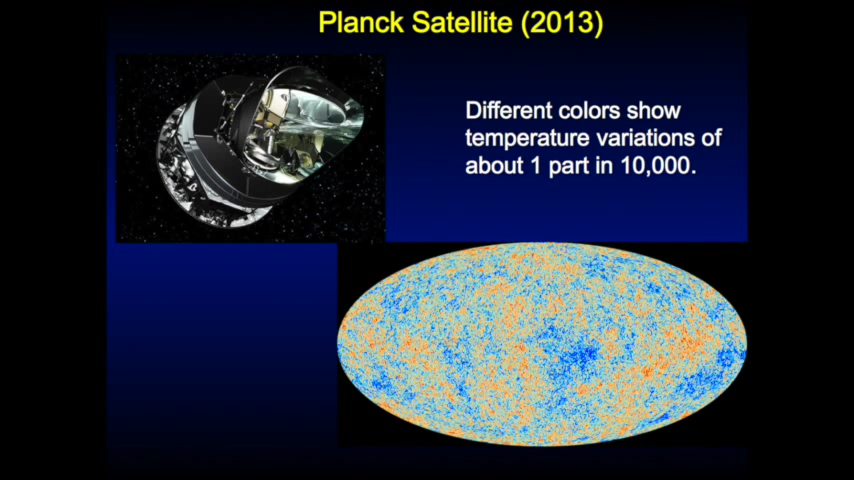 Planck Satellite (2013)
Different colors show
temperature variations of
about 1 part in 10,000.